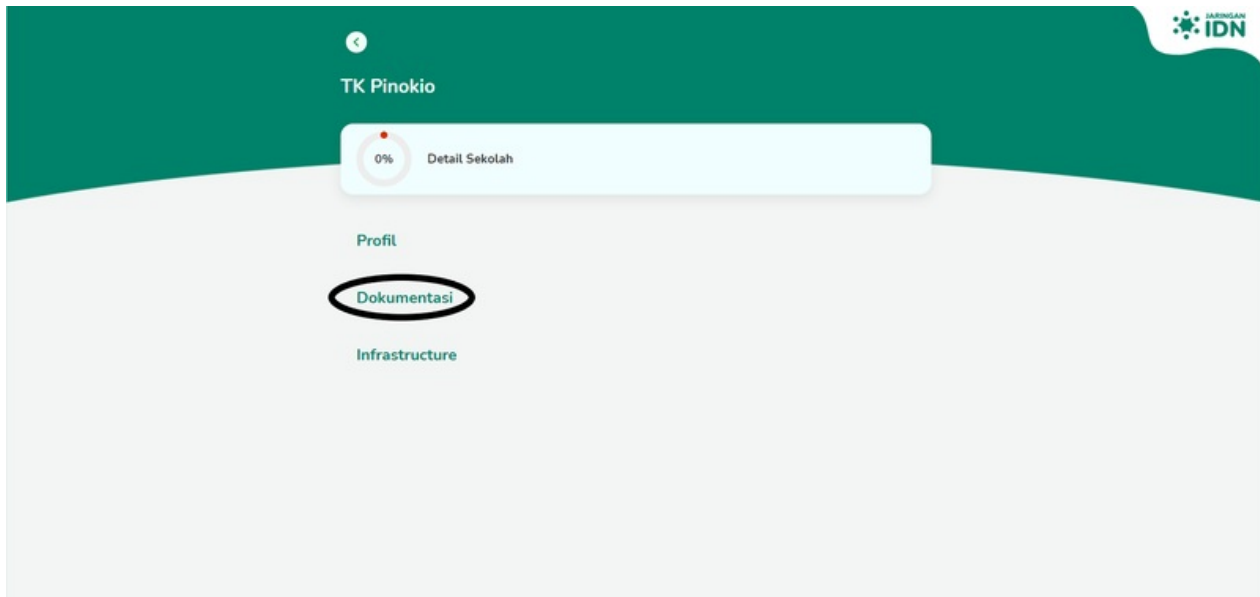 JARINGAN
IDN
TK Pinokio
0%
Detail Sekolah
Profil
Dokumentasi
Infrastructure